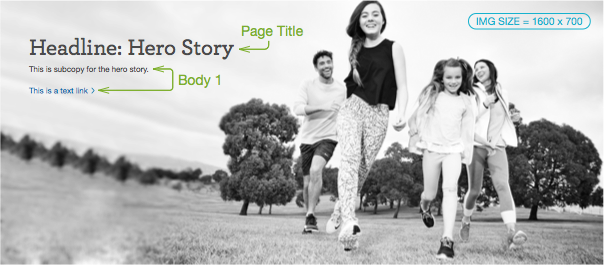 Page Title
IMG SIZE = 1600 x 700
Headline: Hero Story
This is subcopy for the hero story.
Body 1
This is a text link >